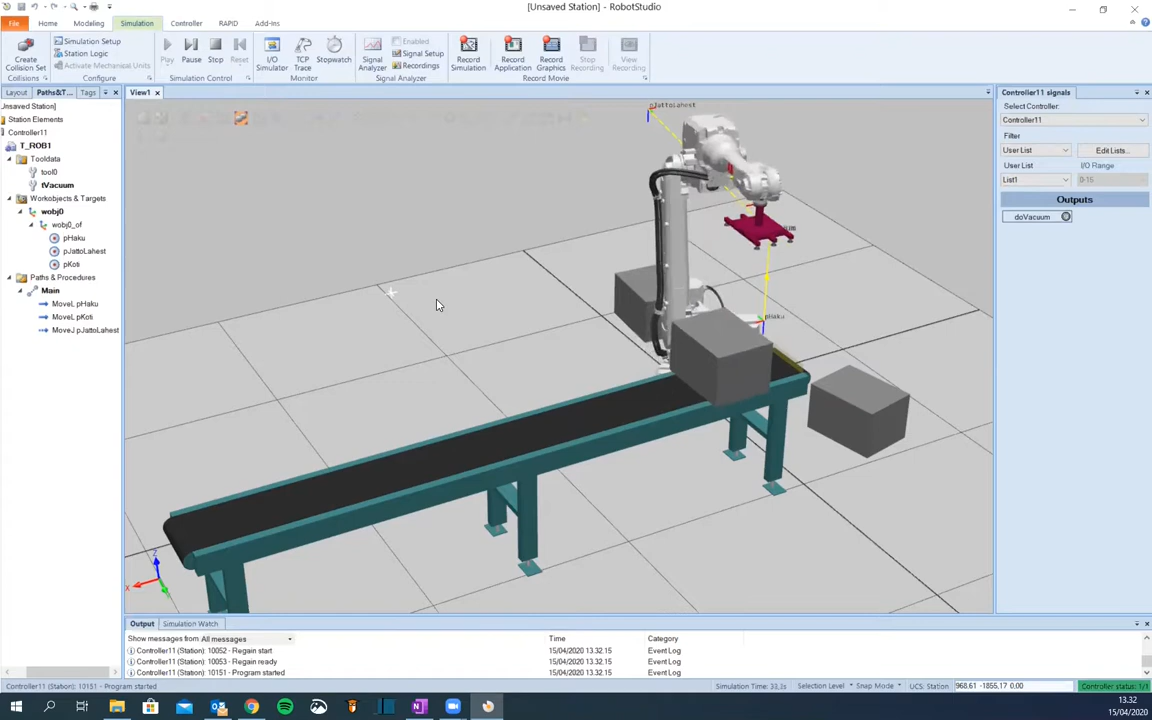 [Unsaved Station] - RobotStudio
File Home Modeling Simulation Controller RAPID Add-Ins
Create
Collision Set
Collisions
Simulation Setup
Station Logic
Activate Mechanical Units
Configure
Play
Pause
Stop
Reset
Simulation Control
I/O
Simulator
TCP
Trace
Stopwatch
Monitor
Signal
Analyzer
Enabled
Signal Setup
Recordings
Signal Analyzer
Record
Simulation
Record
Application
Record
Graphics
Stop
Recording
View
Recording
Record Movie
Layout Paths&T... Tags
Unsaved Station]
Station Elements
Controller11
T_ROB1
Tooldata
tool0
tVacuum
Workobjects & Targets
wobj0
wobj0_of
pHaku
pJattoLahest
pKoti
Paths & Procedures
Main
MoveL pHaku
MoveL pKoti
MoveJ pJattoLahest
View1
pJattoLahest
pHaku
Z
X
Controller11 signals
Select Controller:
Controller11
Filter
User List
Edit Lists...
User List
I/O Range
List1
0-16
Outputs
doVacuum
Output Simulation Watch
Show messages from All messages Time Category
Controller11 (Station): 10052 - Regain start 15/04/2020 13.32.15 Event Log
Controller11 (Station): 10053 - Regain ready 15/04/2020 13.32.15 Event Log
Controller11 (Station): 10151 - Program started 15/04/2020 13.32.15 Event Log
Controller11 (Station): 10151 - Program started Simulation Time: 33,2s Selection Level Snap Mode UCS: Station 968.61 -1855,17 0,00 Controller status: 1/1
13.32
15/04/2020